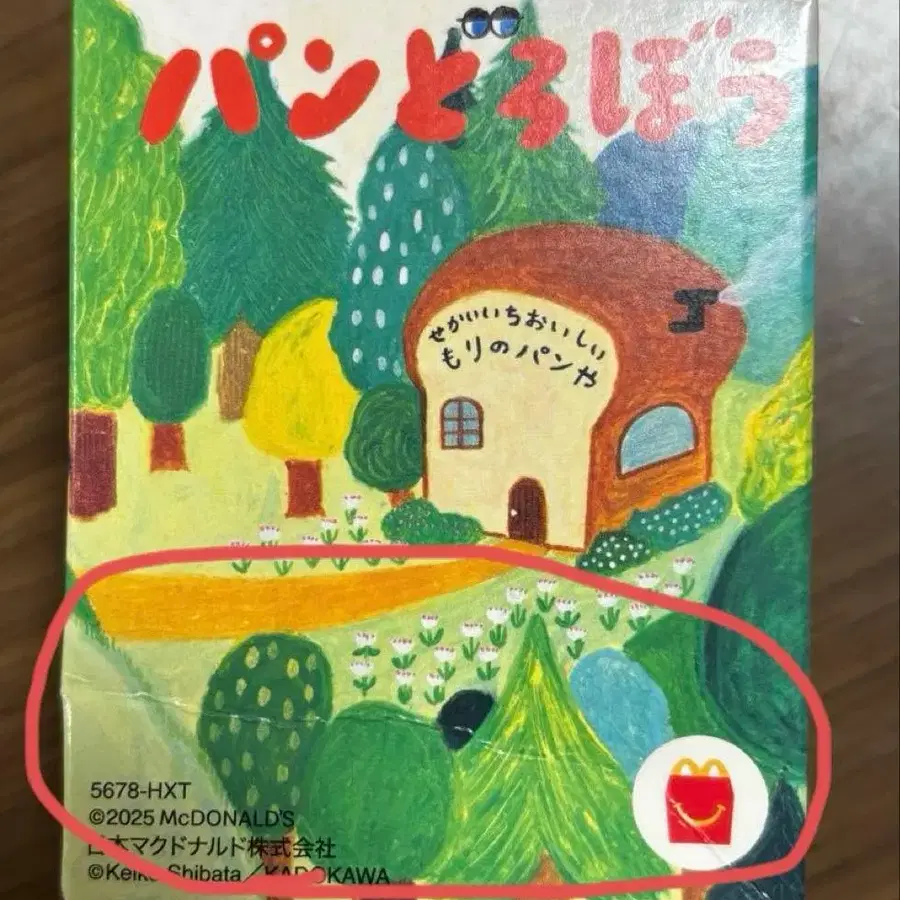 パンどろぼう
せかいいちおいしい
もりのパンや
5678-HXT
©2025 McDONALD'S
日本マクドナルド株式会社
©Keiko Shibata／KADOKAWA